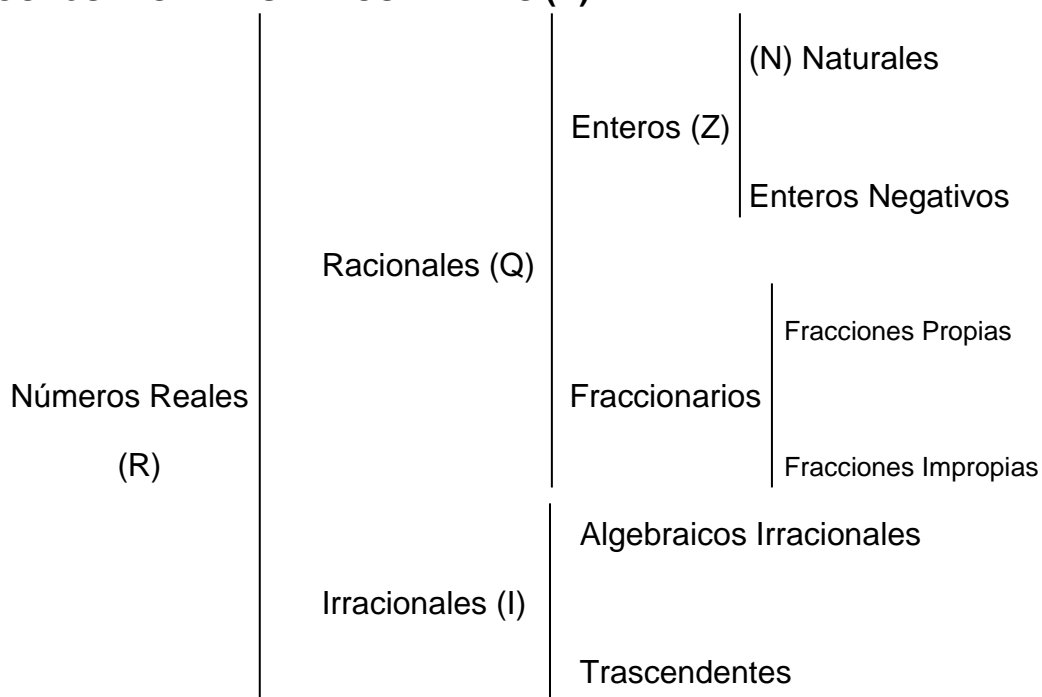 (N) Naturales
Enteros (Z)
Enteros Negativos
Racionales (Q)
Fracciones Propias
Números Reales
Fraccionarios
(R)
Fracciones Impropias
Algebraicos Irracionales
Irracionales (I)
Trascendentes